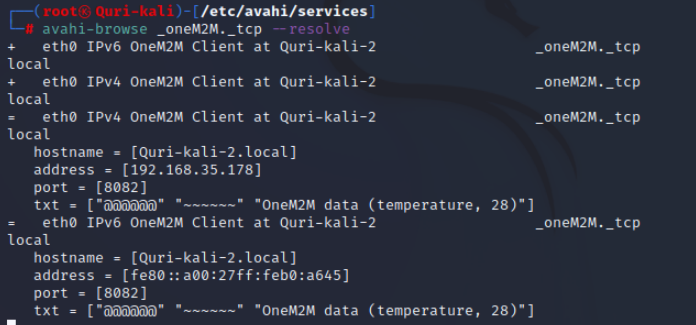 ┌──(root㉿Quri-kali)-[/etc/avahi/services]
└─# avahi-browse _oneM2M._tcp --resolve
+   eth0 IPv6 OneM2M Client at Quri-kali-2                  _oneM2M._tcp
local
+   eth0 IPv4 OneM2M Client at Quri-kali-2                  _oneM2M._tcp
local
=   eth0 IPv4 OneM2M Client at Quri-kali-2                  _oneM2M._tcp
local
   hostname = [Quri-kali-2.local]
   address = [192.168.35.178]
   port = [8082]
   txt = ["@@@@@@" "~~~~~~" "OneM2M data (temperature, 28)"]
=   eth0 IPv6 OneM2M Client at Quri-kali-2                  _oneM2M._tcp
local
   hostname = [Quri-kali-2.local]
   address = [fe80::a00:27ff:feb0:a645]
   port = [8082]
   txt = ["@@@@@@" "~~~~~~" "OneM2M data (temperature, 28)"]